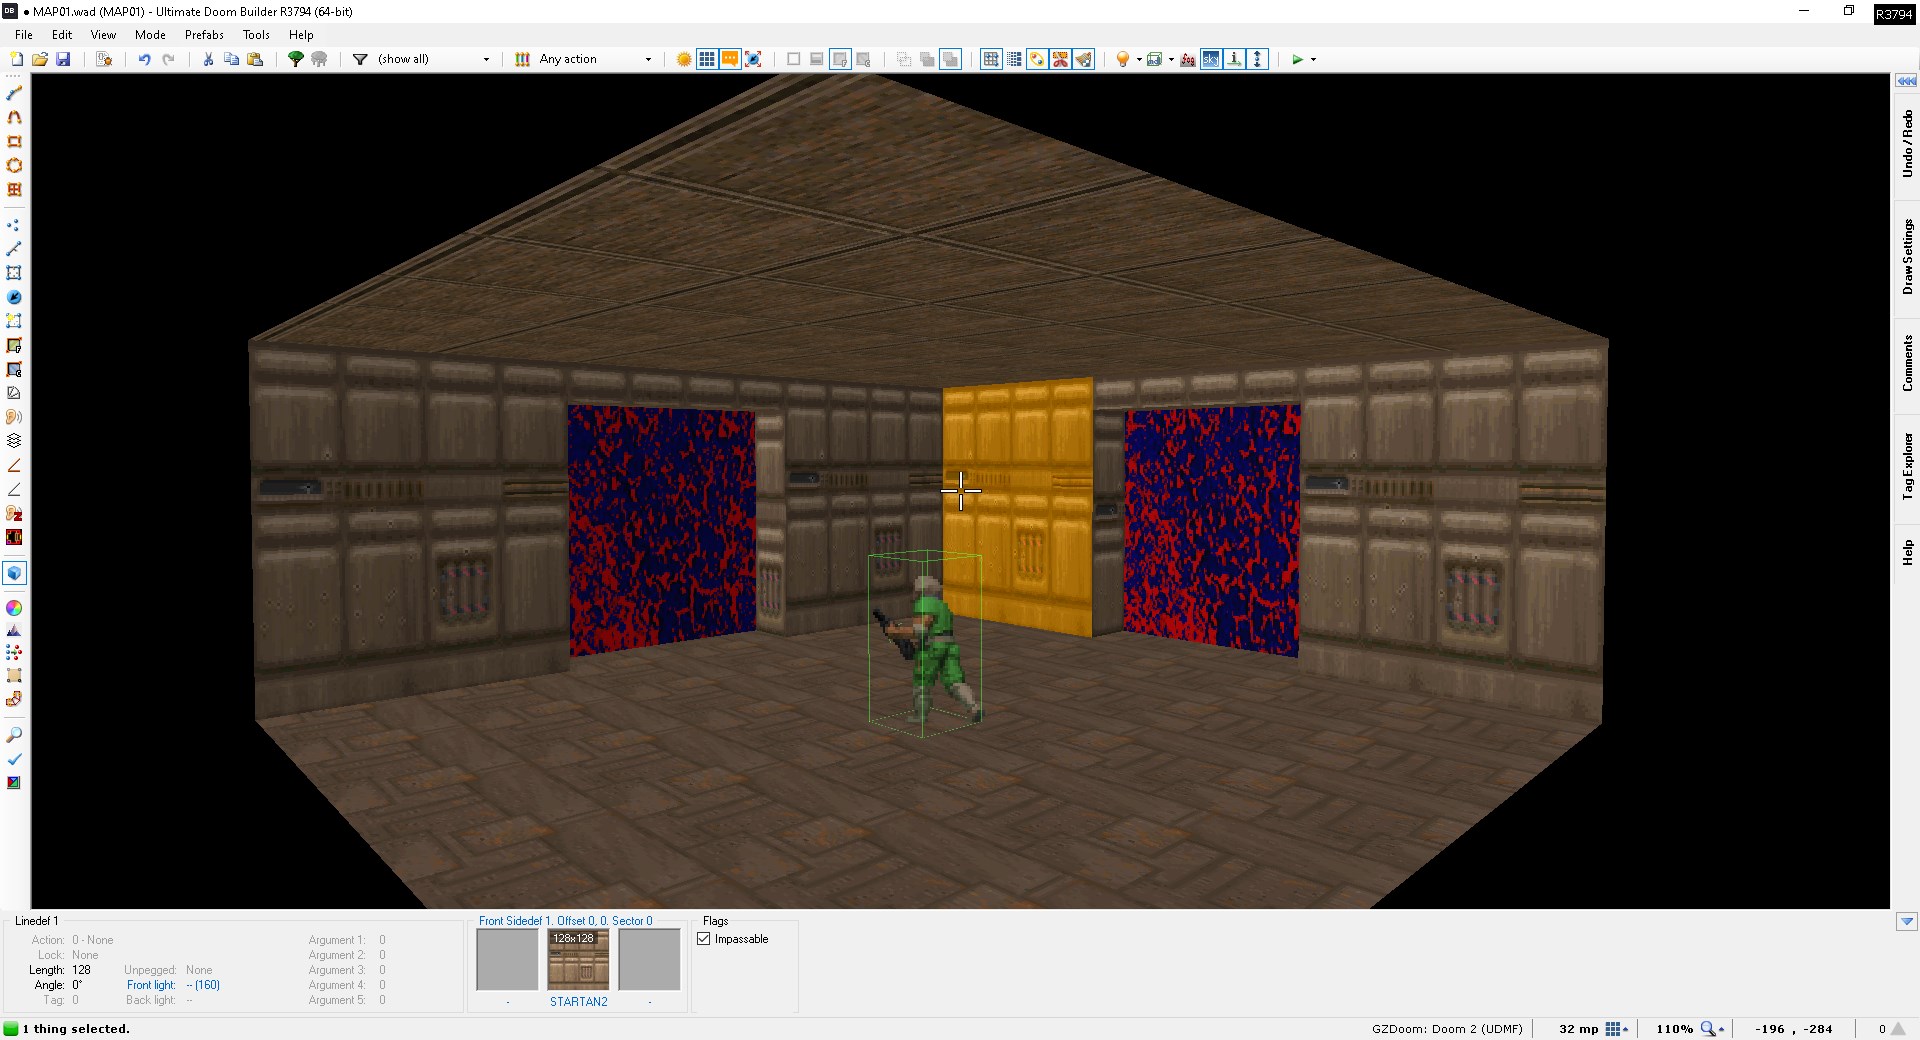 DB
• MAP01.wad (MAP01) - Ultimate Doom Builder R3794 (64-bit)
R3794
File Edit View Mode Prefabs Tools Help
(show all)
Any action
sky
Undo / Redo
Draw Settings
Comments
Tag Explorer
Help
Linedef 1
Action: 0 - None
Lock: None
Length: 128
Angle: 0°
Tag: 0
Unpegged: None
Front light: -- (160)
Back light: --
Argument 1: 0
Argument 2: 0
Argument 3: 0
Argument 4: 0
Argument 5: 0
Front Sidedef 1. Offset 0, 0. Sector 0
128x128
- STARTAN2 -
Flags
Impassable
1 thing selected.
GZDoom: Doom 2 (UDMF)
32 mp
110%
-196 , -284
0